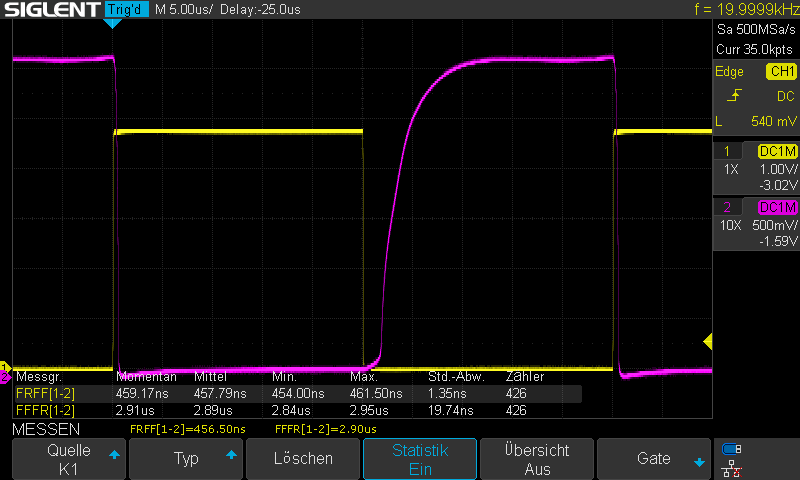 SIGLENT Trig'd M 5.00us/ Delay:-25.0us f = 19.9999kHz
Sa 500MSa/s
Curr 35.0kpts
Edge CH1
DC
L 540 mV
1 DC1M
1X 1.00V/
-3.02V
2 DC1M
10X 500mV/
-1.59V
1
2
Messgr. Momentan Mittel Min. Max. Std.-Abw. Zähler
FRFF[1-2] 459.17ns 457.79ns 454.00ns 461.50ns 1.35ns 426
FFFR[1-2] 2.91us 2.89us 2.84us 2.95us 19.74ns 426
MESSEN FRFF[1-2]=456.50ns FFFR[1-2]=2.90us
Quelle
K1
Typ
Löschen
Statistik
Ein
Übersicht
Aus
Gate